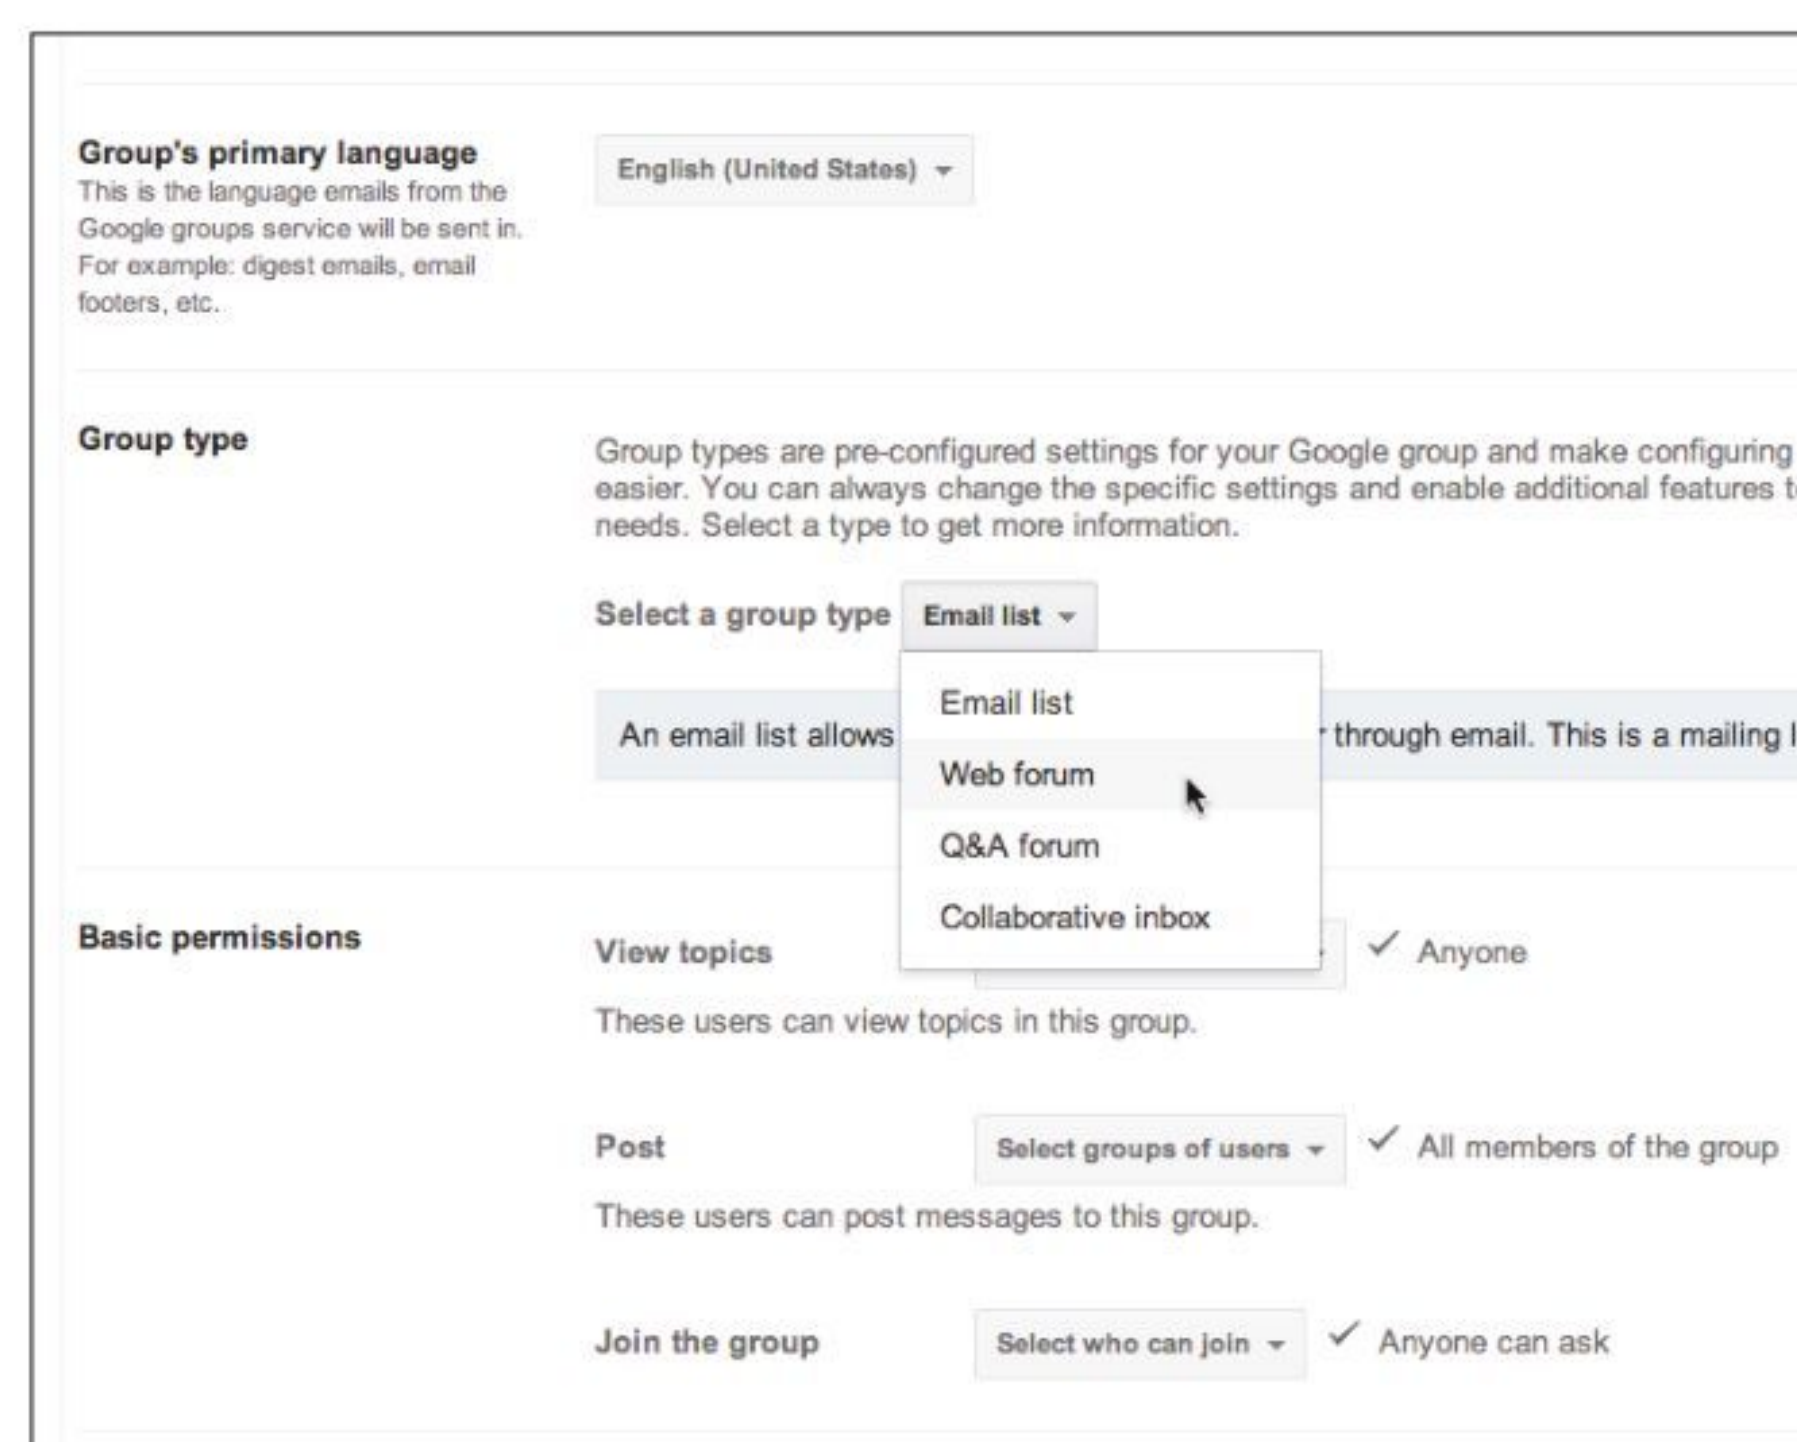 Group's primary language
This is the language emails from the
Google groups service will be sent in.
For example: digest emails, email
footers, etc.
English (United States)
Group type
Group types are pre-configured settings for your Google group and make configuring
easier. You can always change the specific settings and enable additional features
needs. Select a type to get more information.
Select a group type Email list
Email list
An email list allows through email. This is a mailing
Web forum
Q&A forum
Collaborative inbox
Basic permissions
View topics Anyone
These users can view topics in this group.
Post Select groups of users All members of the group
These users can post messages to this group.
Join the group Select who can join Anyone can ask